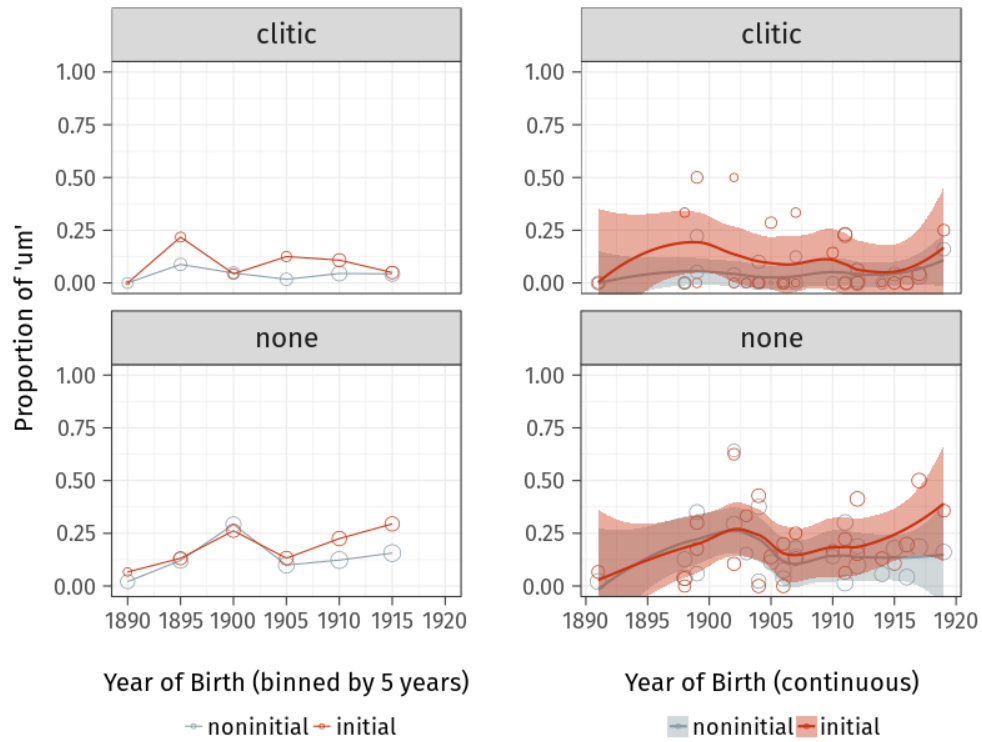 clitic
1.00
0.75
0.50
0.25
0.00
none
1.00
0.75
0.50
0.25
0.00
1890 1895 1900 1905 1910 1915 1920
Proportion of 'um'
Year of Birth (binned by 5 years)
noninitial initial
clitic
1.00
0.75
0.50
0.25
0.00
none
1.00
0.75
0.50
0.25
0.00
1890 1895 1900 1905 1910 1915 1920
Year of Birth (continuous)
noninitial initial